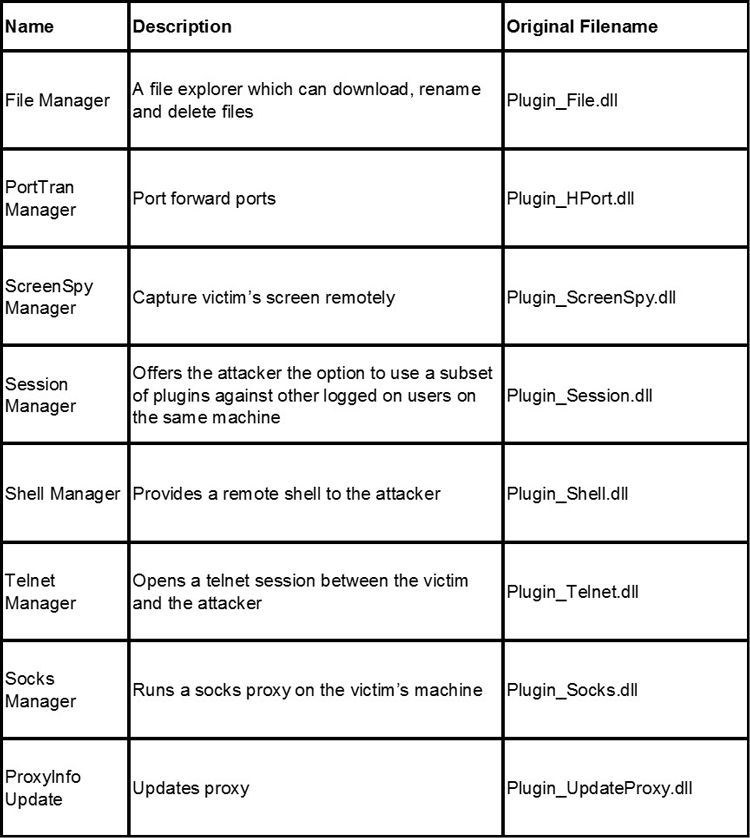 Name Description Original Filename
File Manager
A file explorer which can download, rename
and delete files
Plugin_File.dll
PortTran
Manager
Port forward ports
Plugin_HPort.dll
ScreenSpy
Manager
Capture victim's screen remotely
Plugin_ScreenSpy.dll
Session
Manager
Offers the attacker the option to use a subset
of plugins against other logged on users on
the same machine
Plugin_Session.dll
Shell Manager
Provides a remote shell to the attacker
Plugin_Shell.dll
Telnet
Manager
Opens a telnet session between the victim
and the attacker
Plugin_Telnet.dll
Socks
Manager
Runs a socks proxy on the victim's machine
Plugin_Socks.dll
ProxyInfo
Update
Updates proxy
Plugin_UpdateProxy.dll